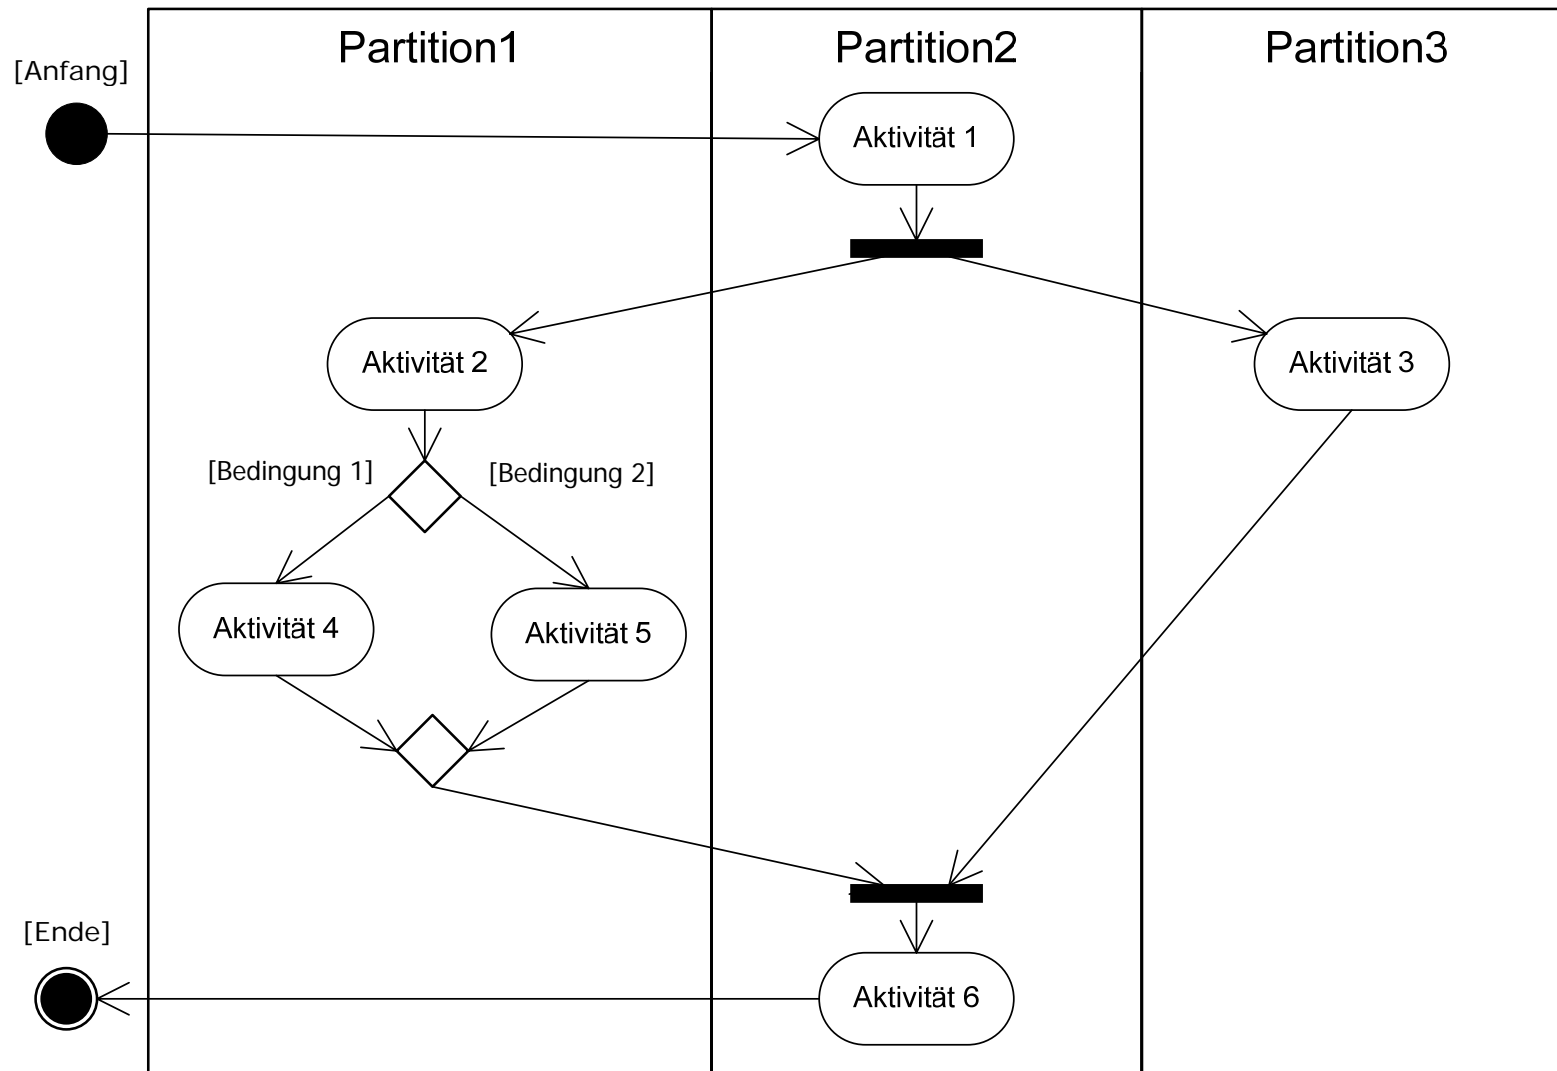 Partition1
Partition2
Partition3
[Anfang]
Aktivität 1
Aktivität 2
Aktivität 3
[Bedingung 1]
[Bedingung 2]
Aktivität 4
Aktivität 5
[Ende]
Aktivität 6